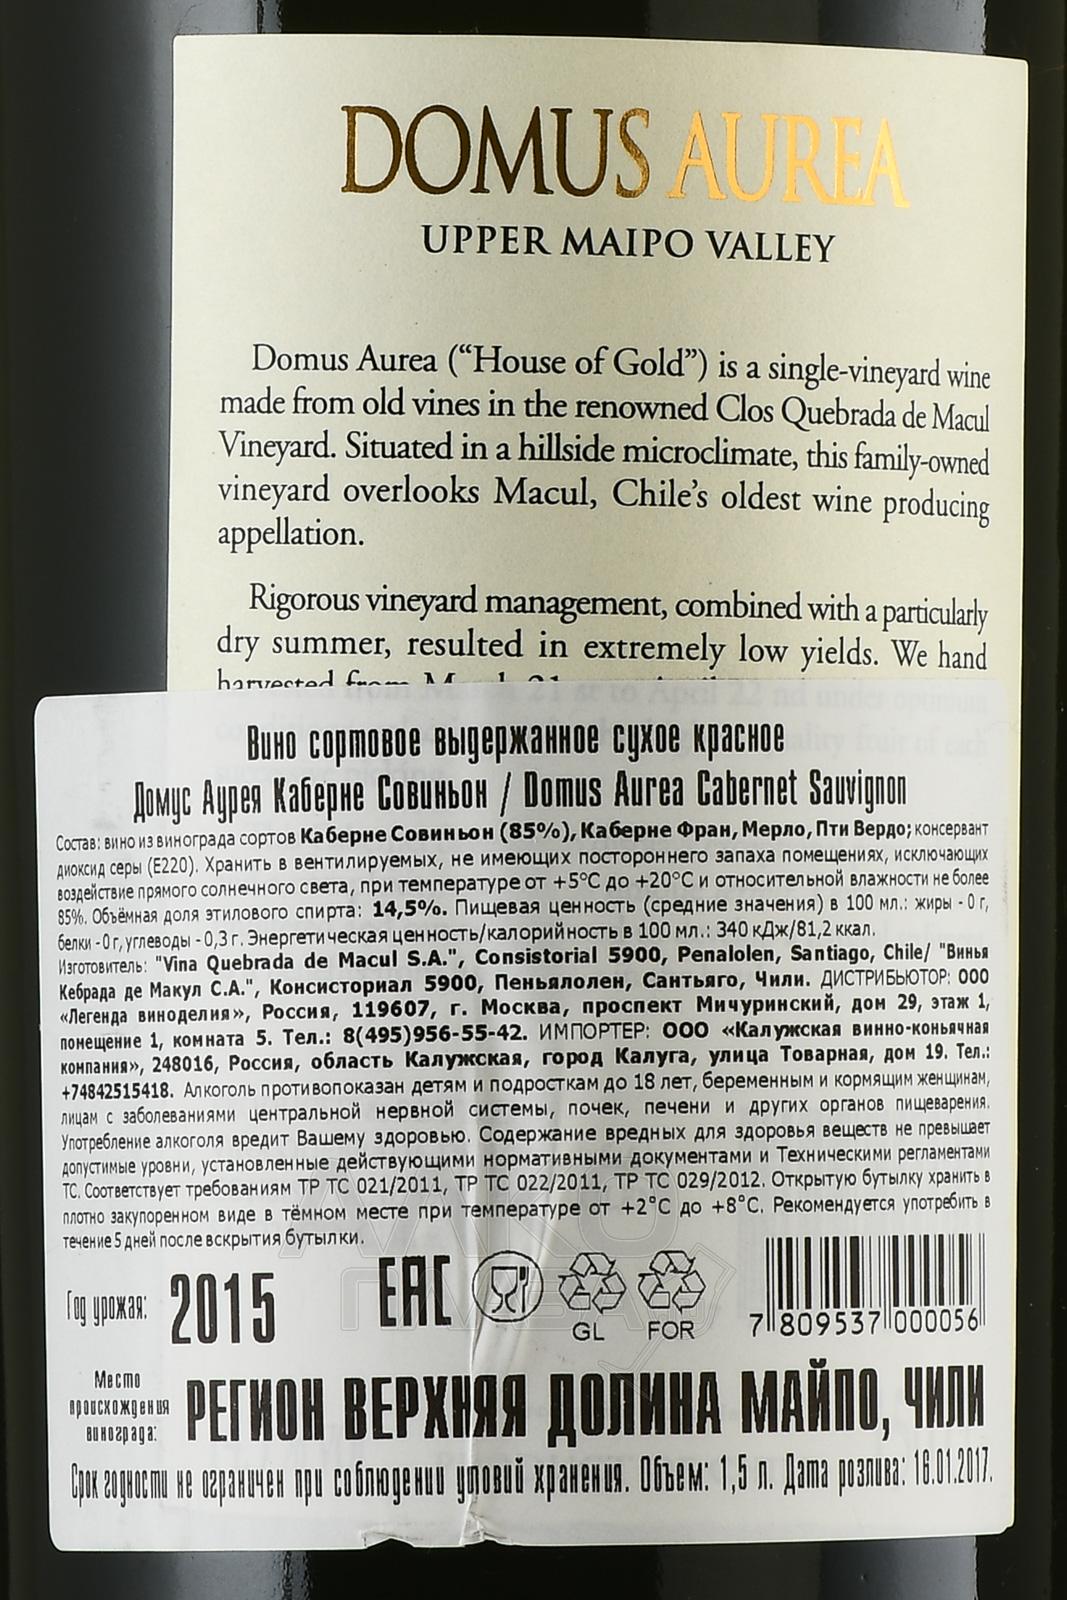 DOMUS AUREA
UPPER MAIPO VALLEY
Domus Aurea (“House of Gold”) is a single-vineyard wine
made from old vines in the renowned Clos Quebrada de Macul
Vineyard. Situated in a hillside microclimate, this family-owned
vineyard overlooks Macul, Chile’s oldest wine producing
appellation.
Rigorous vineyard management, combined with a particularly
dry summer, resulted in extremely low yields. We hand
harvested from March 21 st to April 22 nd under optimum
Вино сортовое выдержанное сухое красное
Домус Аурея Каберне Совиньон / Domus Aurea Cabernet Sauvignon
Состав: вино из винограда сортов Каберне Совиньон (85%), Каберне Фран, Мерло, Пти Вердо; консервант
диоксид серы (E220). Хранить в вентилируемых, не имеющих постороннего запаха помещениях, исключающих
воздействие прямого солнечного света, при температуре от +5°С до +20°С и относительной влажности не более
85%. Объёмная доля этилового спирта: 14,5%. Пищевая ценность (средние значения) в 100 мл.: жиры - 0 г,
белки - 0 г, углеводы - 0,3 г. Энергетическая ценность/калорийность в 100 мл.: 340 кДж/81,2 ккал.
Изготовитель: "Vina Quebrada de Macul S.A.", Consistorial 5900, Penalolen, Santiago, Chile/ "Винья
Кебрада де Макул С.А.", Консисториал 5900, Пеньялолен, Сантьяго, Чили. ДИСТРИБЬЮТОР: ООО
«Легенда виноделия», Россия, 119607, г. Москва, проспект Мичуринский, дом 29, этаж 1,
помещение 1, комната 5. Тел.: 8(495)956-55-42. ИМПОРТЕР: ООО «Калужская винно-коньячная
компания», 248016, Россия, область Калужская, город Калуга, улица Товарная, дом 19. Тел.:
+74842515418. Алкоголь противопоказан детям и подросткам до 18 лет, беременным и кормящим женщинам,
лицам с заболеваниями центральной нервной системы, почек, печени и других органов пищеварения.
Употребление алкоголя вредит Вашему здоровью. Содержание вредных для здоровья веществ не превышает
допустимые уровни, установленные действующими нормативными документами и Техническими регламентами
ТС. Соответствует требованиям ТР ТС 021/2011, ТР ТС 022/2011, ТР ТС 029/2012. Открытую бутылку хранить в
плотно закупоренном виде в тёмном месте при температуре от +2°С до +8°С. Рекомендуется употребить в
течение 5 дней после вскрытия бутылки.
Год урожая: 2015 EAC GL FOR 7 809537 000056
Место
происхождения
винограда:
РЕГИОН ВЕРХНЯЯ ДОЛИНА МАЙПО, ЧИЛИ
Срок годности не ограничен при соблюдении условий хранения. Объем: 1,5 л. Дата розлива: 16.01.2017.